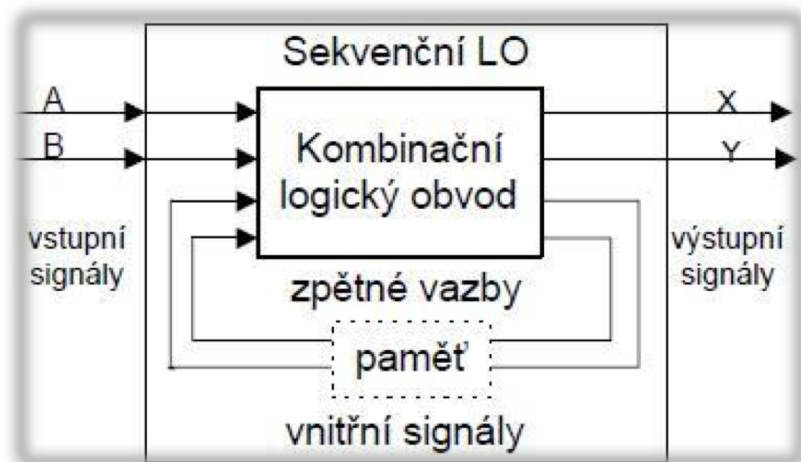 Sekvenční LO
A
X
B
Y
Kombinační
logický obvod
vstupní
signály
výstupní
signály
zpětné vazby
paměť
vnitřní signály